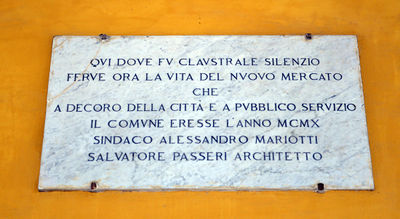 QVI DOVE FV CLAVSTRALE SILENZIO
FERVE ORA LA VITA DEL NVOVO MERCATO
CHE
A DECORO DELLA CITTÀ E A PVBBLICO SERVIZIO
IL COMVNE ERESSE L'ANNO MCMX
SINDACO ALESSANDRO MARIOTTI
SALVATORE PASSERI ARCHITETTO